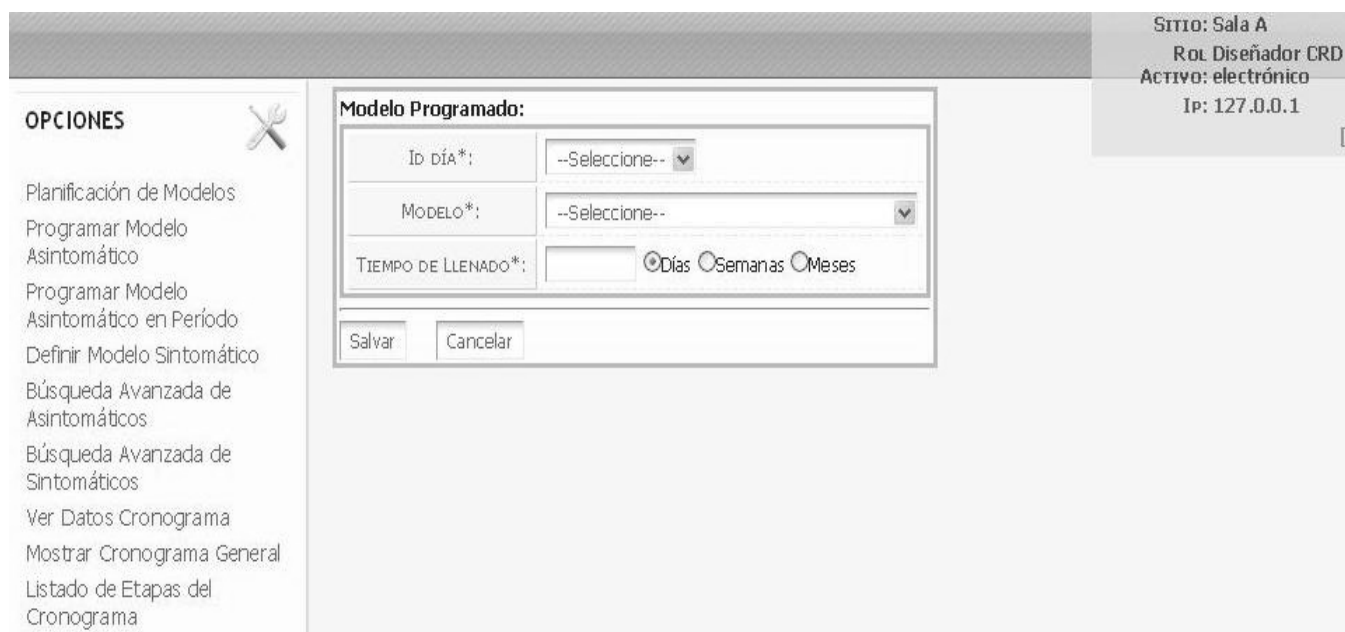 SITIO: Sala A
ROL Diseñador CRD
ACTIVO: electrónico
IP: 127.0.0.1
OPCIONES
Planificación de Modelos
Programar Modelo
Asintomático
Programar Modelo
Asintomático en Período
Definir Modelo Sintomático
Búsqueda Avanzada de
Asintomáticos
Búsqueda Avanzada de
Sintomáticos
Ver Datos Cronograma
Mostrar Cronograma General
Listado de Etapas del
Cronograma
Modelo Programado:
ID DÍA*: --Seleccione--
MODELO*: --Seleccione--
TIEMPO DE LLENADO*: Días Semanas Meses
Salvar Cancelar